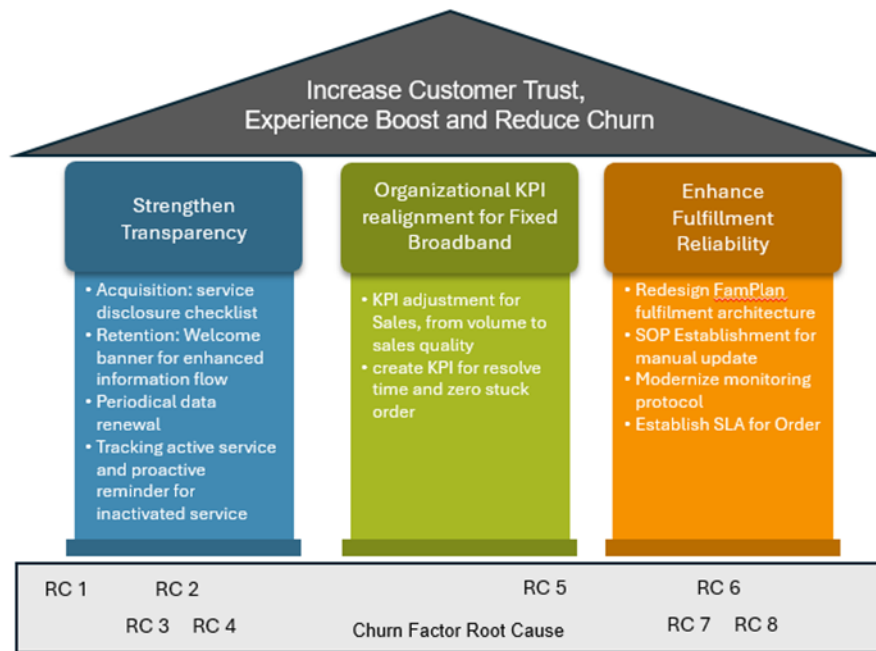 Increase Customer Trust,
Experience Boost and Reduce Churn
Strengthen
Transparency
• Acquisition: service
disclosure checklist
• Retention: Welcome
banner for enhanced
information flow
• Periodical data
renewal
• Tracking active service
and proactive
reminder for
inactivated service
Organizational KPI
realignment for Fixed
Broadband
• KPI adjustment for
Sales, from volume to
sales quality
• create KPI for resolve
time and zero stuck
order
Enhance
Fulfillment
Reliability
• Redesign FamPlan
fulfilment architecture
• SOP Establishment for
manual update
• Modernize monitoring
protocol
• Establish SLA for Order
RC 1 RC 2 RC 5 RC 6
RC 3 RC 4 Churn Factor Root Cause RC 7 RC 8